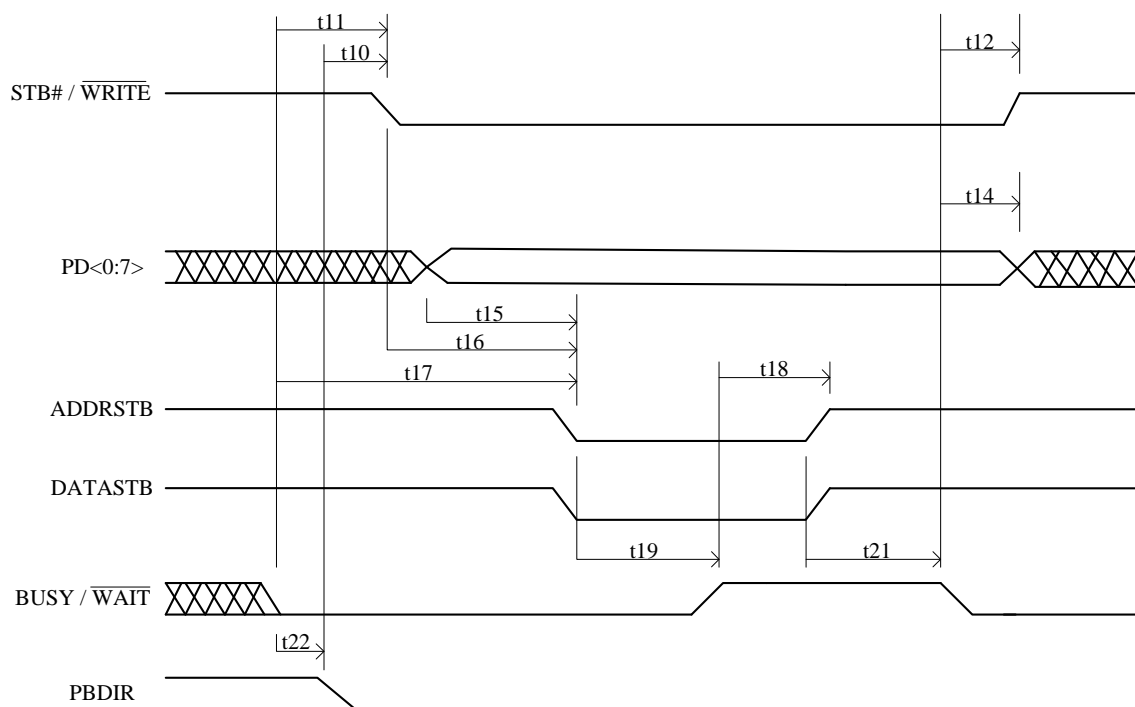 t11
t12
t10
STB# / WRITE
t14
PD<0:7>
t15
t16
t17
t18
ADDRSTB
DATASTB
t19
t21
BUSY / WAIT
t22
PBDIR